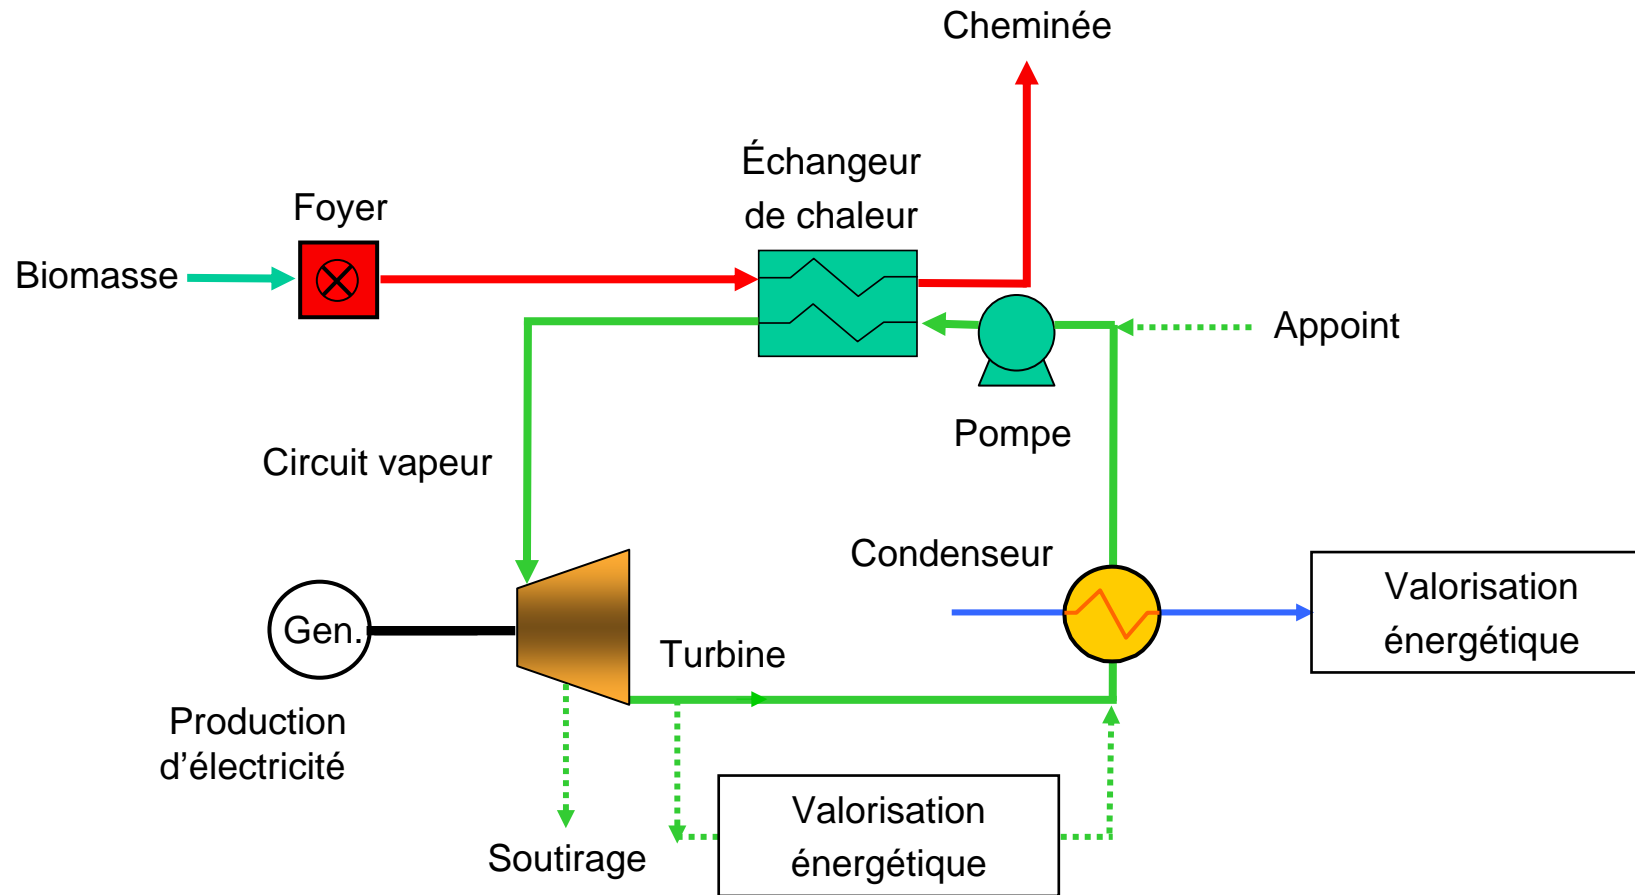 Cheminée
Échangeur
de chaleur
Foyer
Biomasse
Appoint
Pompe
Circuit vapeur
Condenseur
Valorisation
énergétique
Gen.
Turbine
Production
d’électricité
Valorisation
énergétique
Soutirage